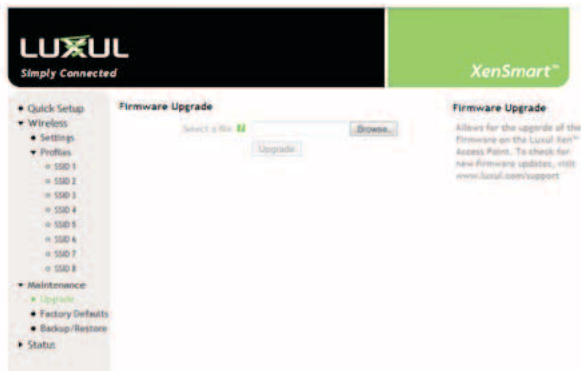 LUXUL
Simply Connected
XenSmart™
Quick Setup
Wireless
Settings
Profiles
SSID 1
SSID 2
SSID 3
SSID 4
SSID 5
SSID 6
SSID 7
SSID 8
Maintenance
Upgrade
Factory Defaults
Backup/Restore
Status
Firmware Upgrade
Select a file:
Browse..
Upgrade
Firmware Upgrade
Allows for the upgerde of the
firmware on the Luxul Xen™
Access Point. To check for
new firmware updates, visit
www.luxul.com/support